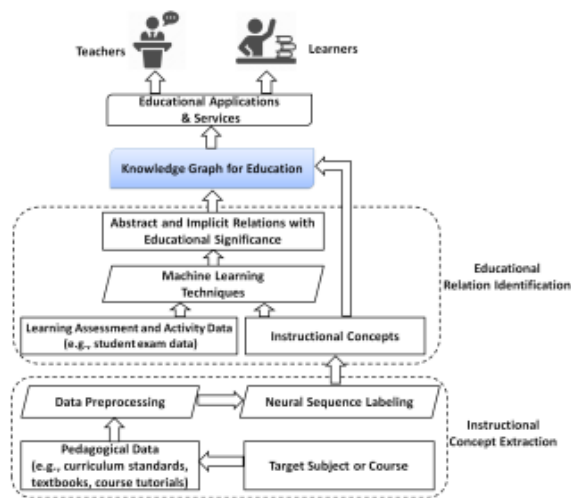 Teachers
Learners
Educational Applications
& Services
Knowledge Graph for Education
Abstract and Implicit Relations with
Educational Significance
Machine Learning
Techniques
Educational
Relation Identification
Learning Assessment and Activity Data
(e.g., student exam data)
Instructional Concepts
Data Preprocessing
Neural Sequence Labeling
Instructional
Concept Extraction
Pedagogical Data
(e.g., curriculum standards,
textbooks, course tutorials)
Target Subject or Course